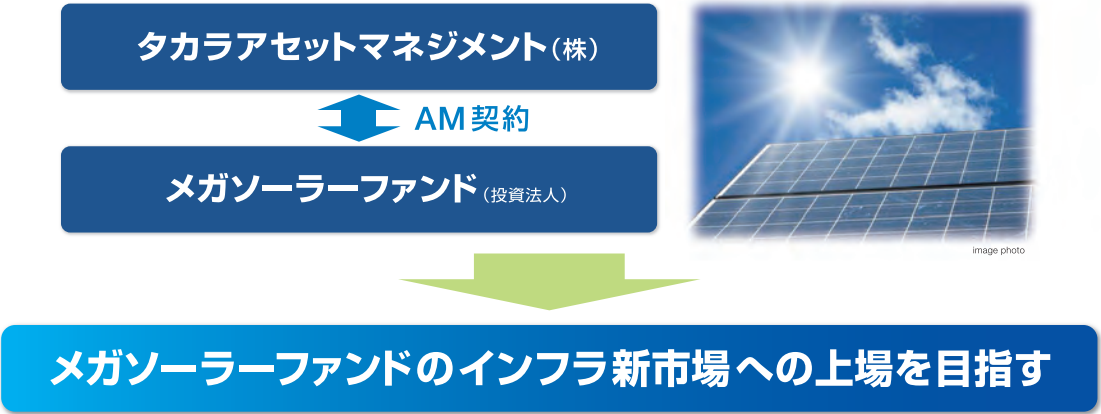 タカラアセットマネジメント（株）
AM契約
メガソーラーファンド（投資法人）
image photo
メガソーラーファンドのインフラ新市場への上場を目指す